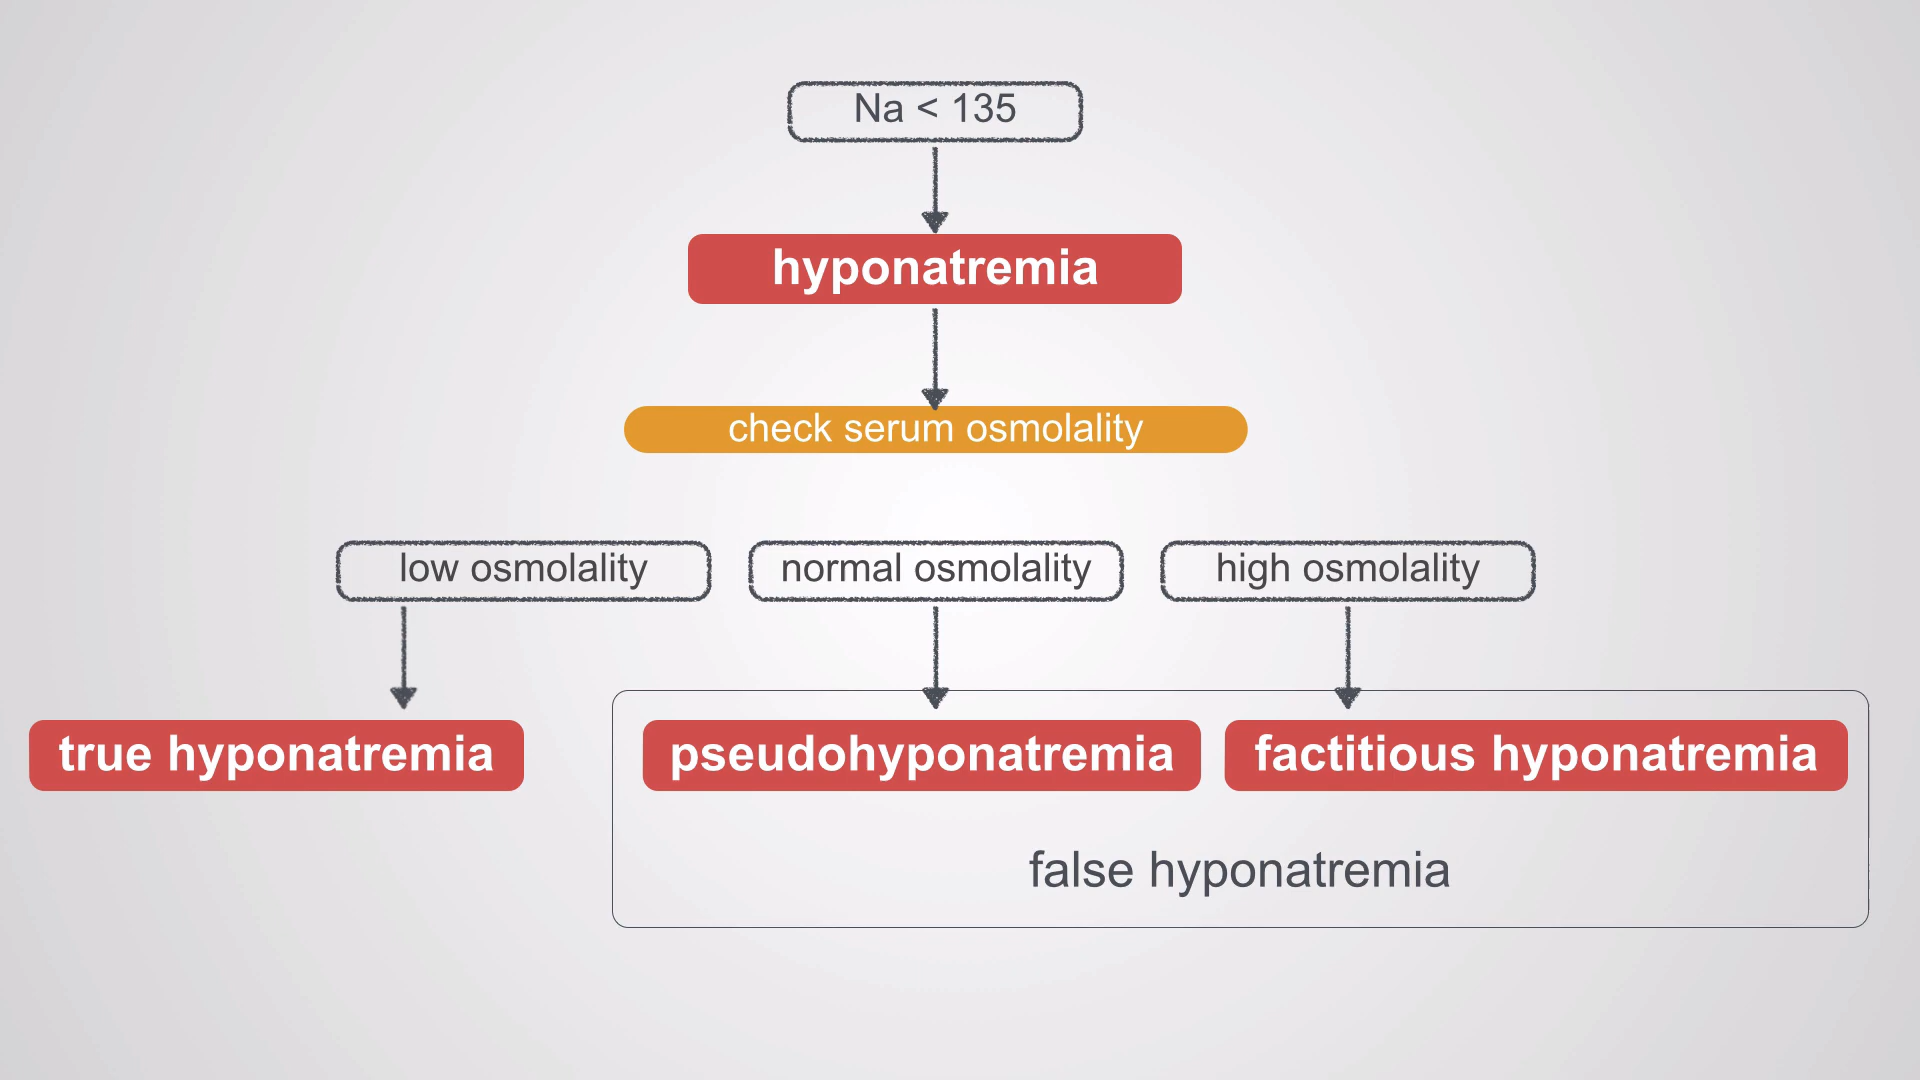 Na < 135
hyponatremia
check serum osmolality
low osmolality
normal osmolality
high osmolality
true hyponatremia
pseudohyponatremia
factitious hyponatremia
false hyponatremia